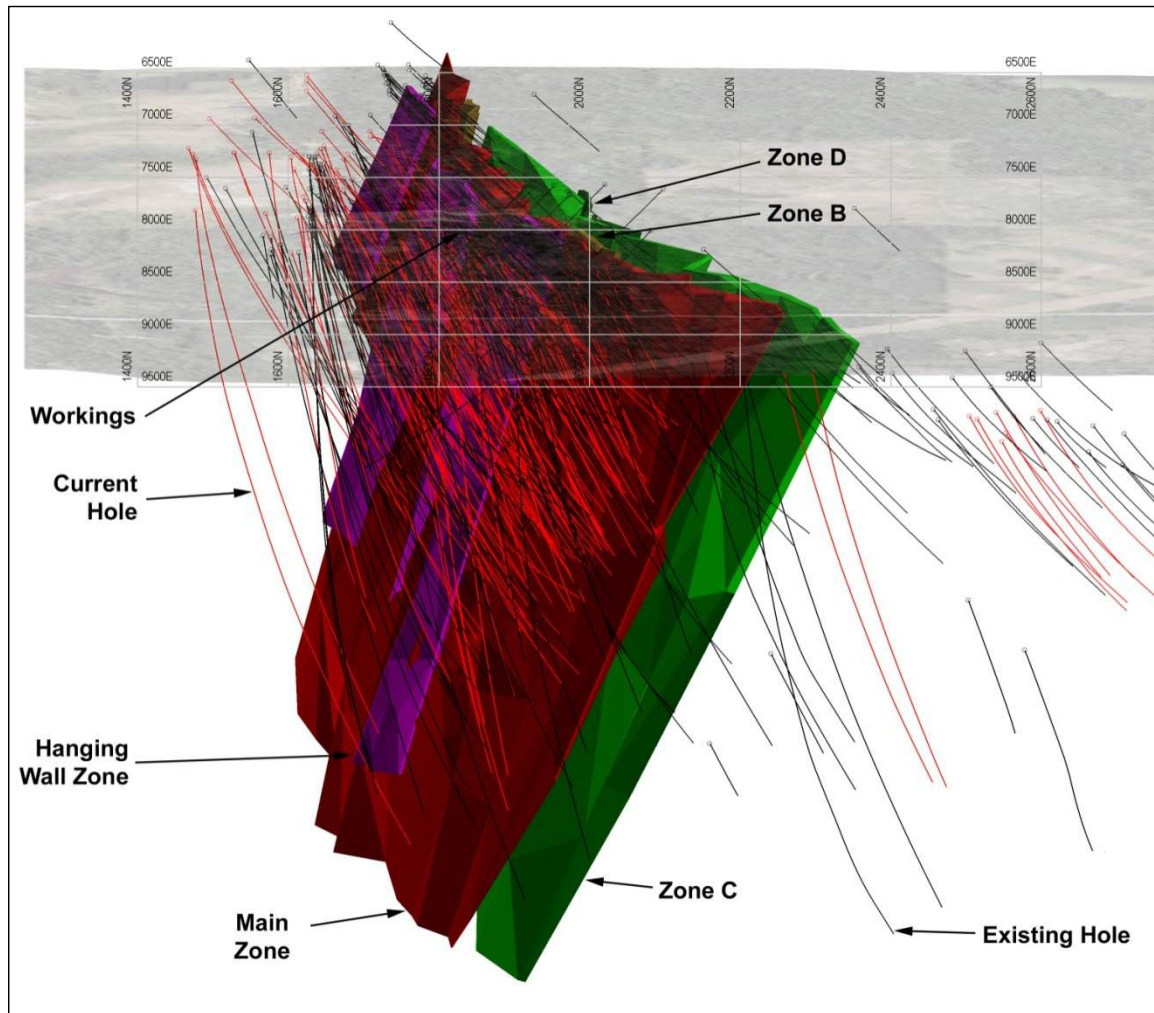 6500E
6500E
1400N
1600N
2000N
2200N
2400N
2600N
7000E
7000E
7500E
7500E
Zone D
8000E
8000E
Zone B
8500E
8500E
9000E
9000E
1400N
1600N
2400N
9500E
9500E
Workings
Current
Hole
Hanging
Wall Zone
Zone C
Main
Zone
Existing Hole